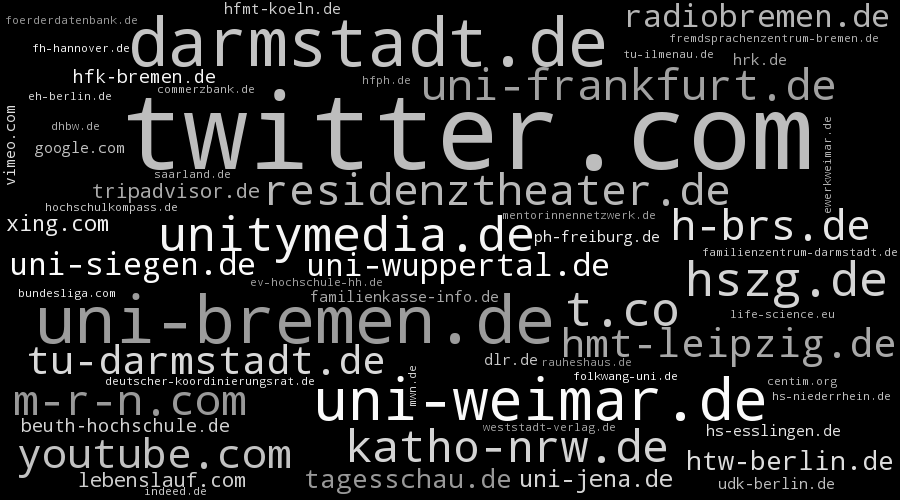 foerderdatenbank.de
hfmt-koeln.de
radiobremen.de
darmstadt.de
fh-hannover.de
fremdsprachenzentrum-bremen.de
tu-ilmenau.de
hrk.de
hfk-bremen.de
hfph.de
uni-frankfurt.de
commerzbank.de
eh-berlin.de
twitter.com
vimeo.com
dhbw.de
google.com
ewerkweimar.de
saarland.de
tripadvisor.de
residenztheater.de
hochschulkompass.de
mentorinnennetzwerk.de
xing.com
unitymedia.de
ph-freiburg.de
h-brs.de
familienzentrum-darmstadt.de
uni-siegen.de
uni-wuppertal.de
hszg.de
ev-hochschule-hh.de
bundesliga.com
familienkasse-info.de
t.co
life-science.eu
uni-bremen.de
hmt-leipzig.de
tu-darmstadt.de
dlr.de
rauheshaus.de
deutscher-koordinierungsrat.de
mwn.de
folkwang-uni.de
centim.org
m-r-n.com
uni-weimar.de
hs-niederrhein.de
beuth-hochschule.de
weststadt-verlag.de
hs-esslingen.de
youtube.com
katho-nrw.de
htw-berlin.de
lebenslauf.com
tagesschau.de
uni-jena.de
udk-berlin.de
indeed.de